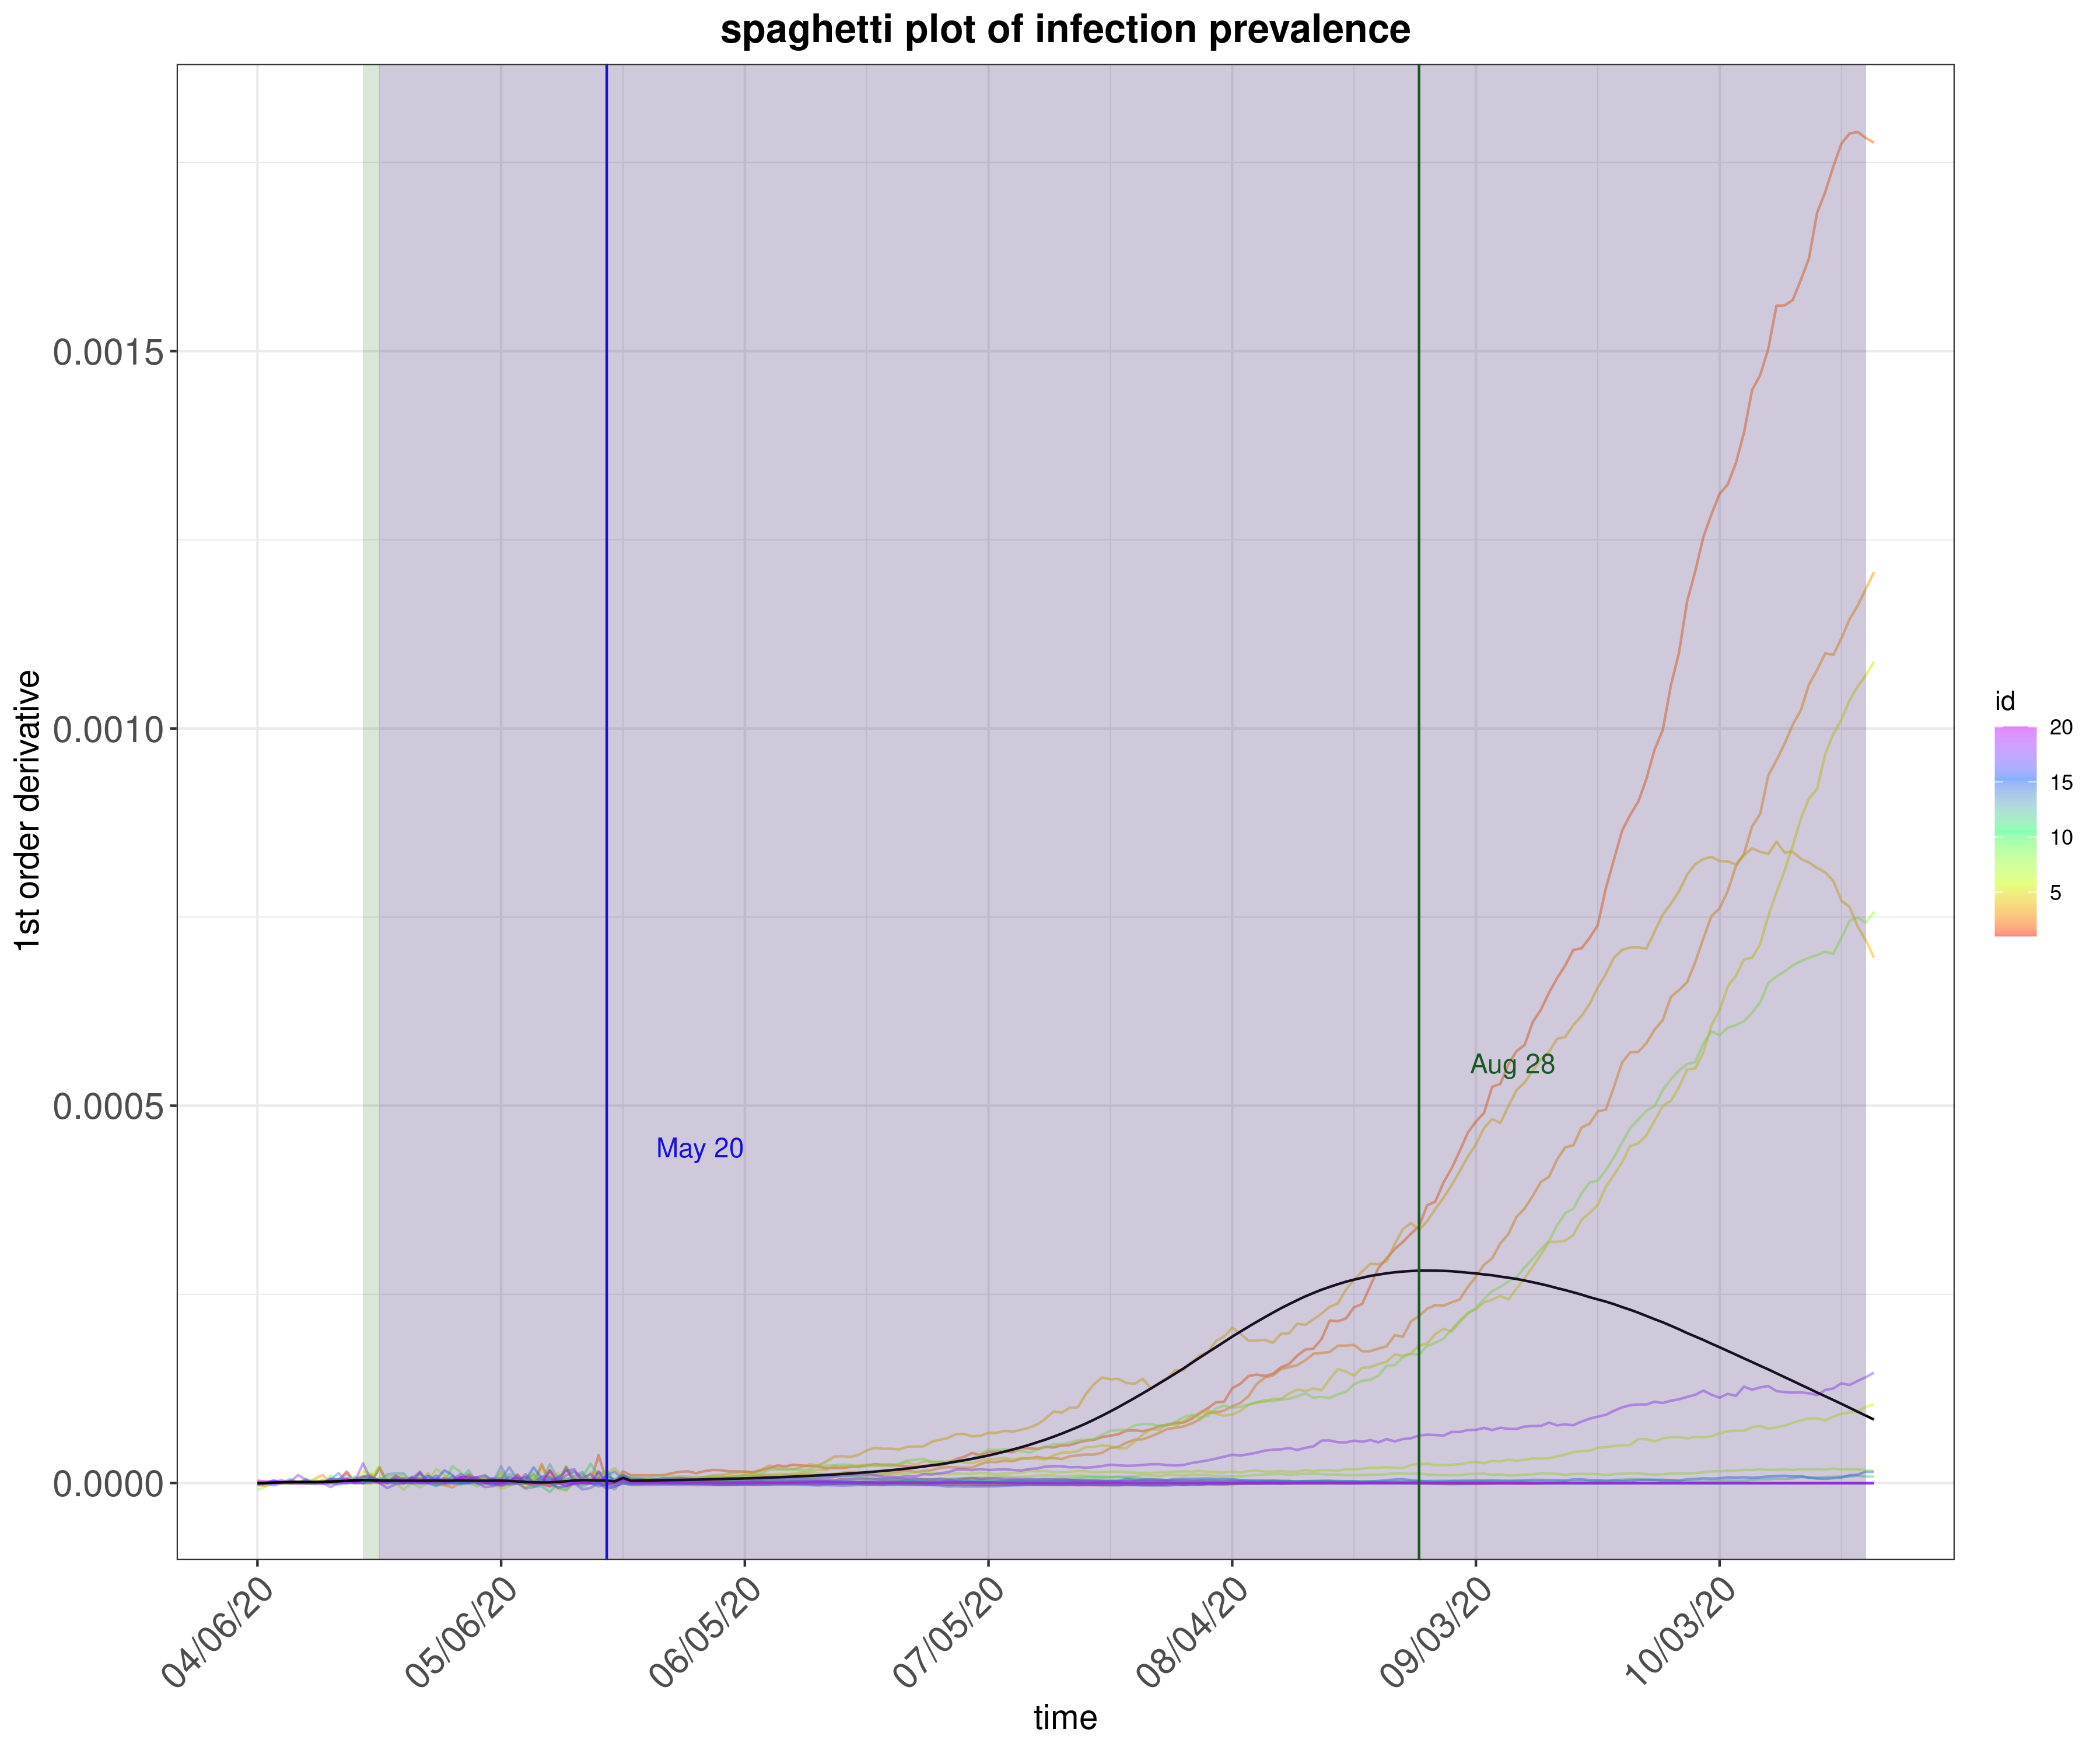 spaghetti plot of infection prevalence
1st order derivative
0.0015
0.0010
0.0005
0.0000
May 20
Aug 28
04/06/20
05/06/20
06/05/20
07/05/20
08/04/20
09/03/20
10/03/20
time
id
20
15
10
5